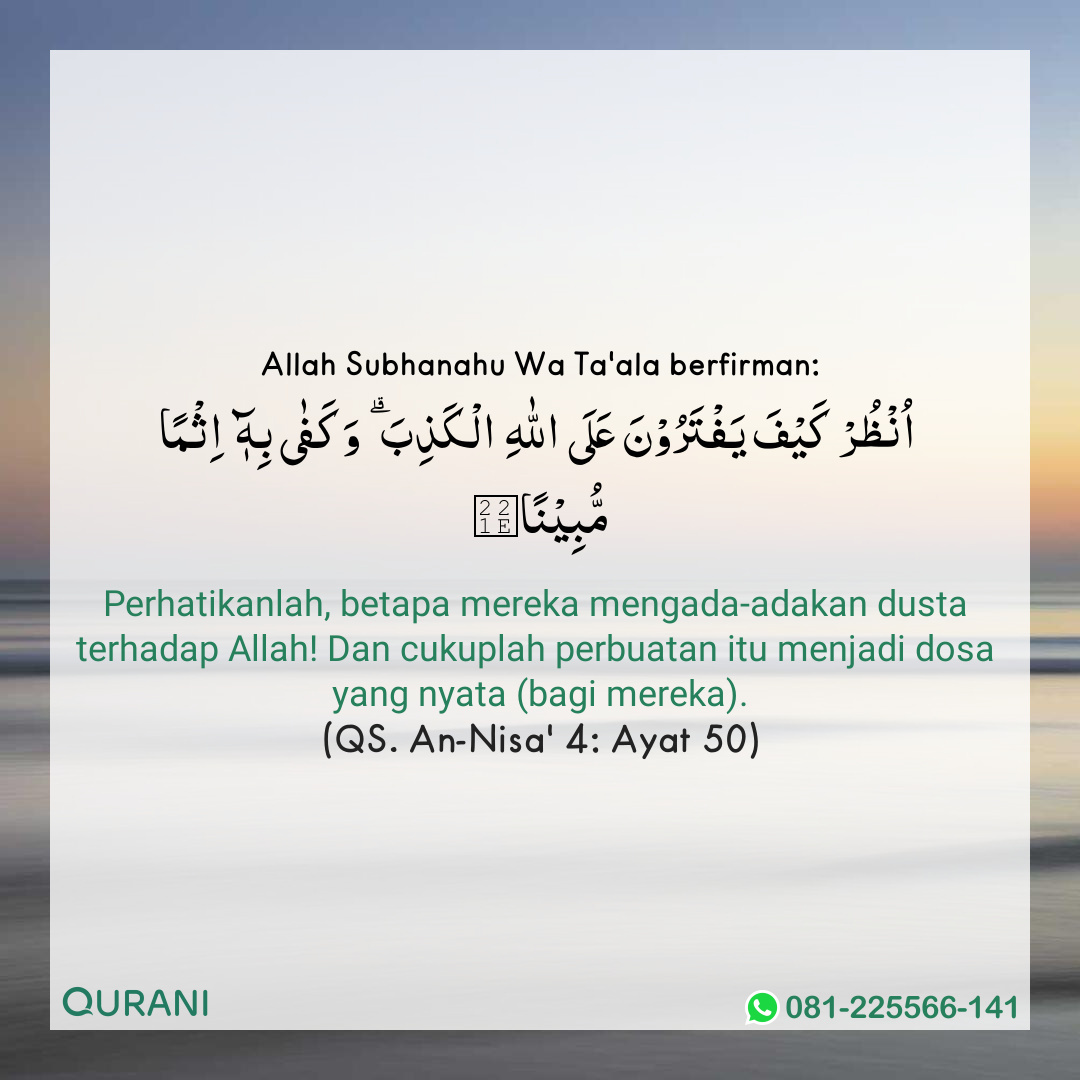 Allah Subhanahu Wa Ta'ala berfirman:
اُنْظُرْ كَيْفَ يَفْتَرُوْنَ عَلَى اللّٰهِ الْـكَذِبَ ۗ وَكَفٰى بِهٖۤ اِثْمًا
مُّبِيْنًا∞
Perhatikanlah, betapa mereka mengada-adakan dusta
terhadap Allah! Dan cukuplah perbuatan itu menjadi dosa
yang nyata (bagi mereka).
(QS. An-Nisa' 4: Ayat 50)
QURANI
081-225566-141